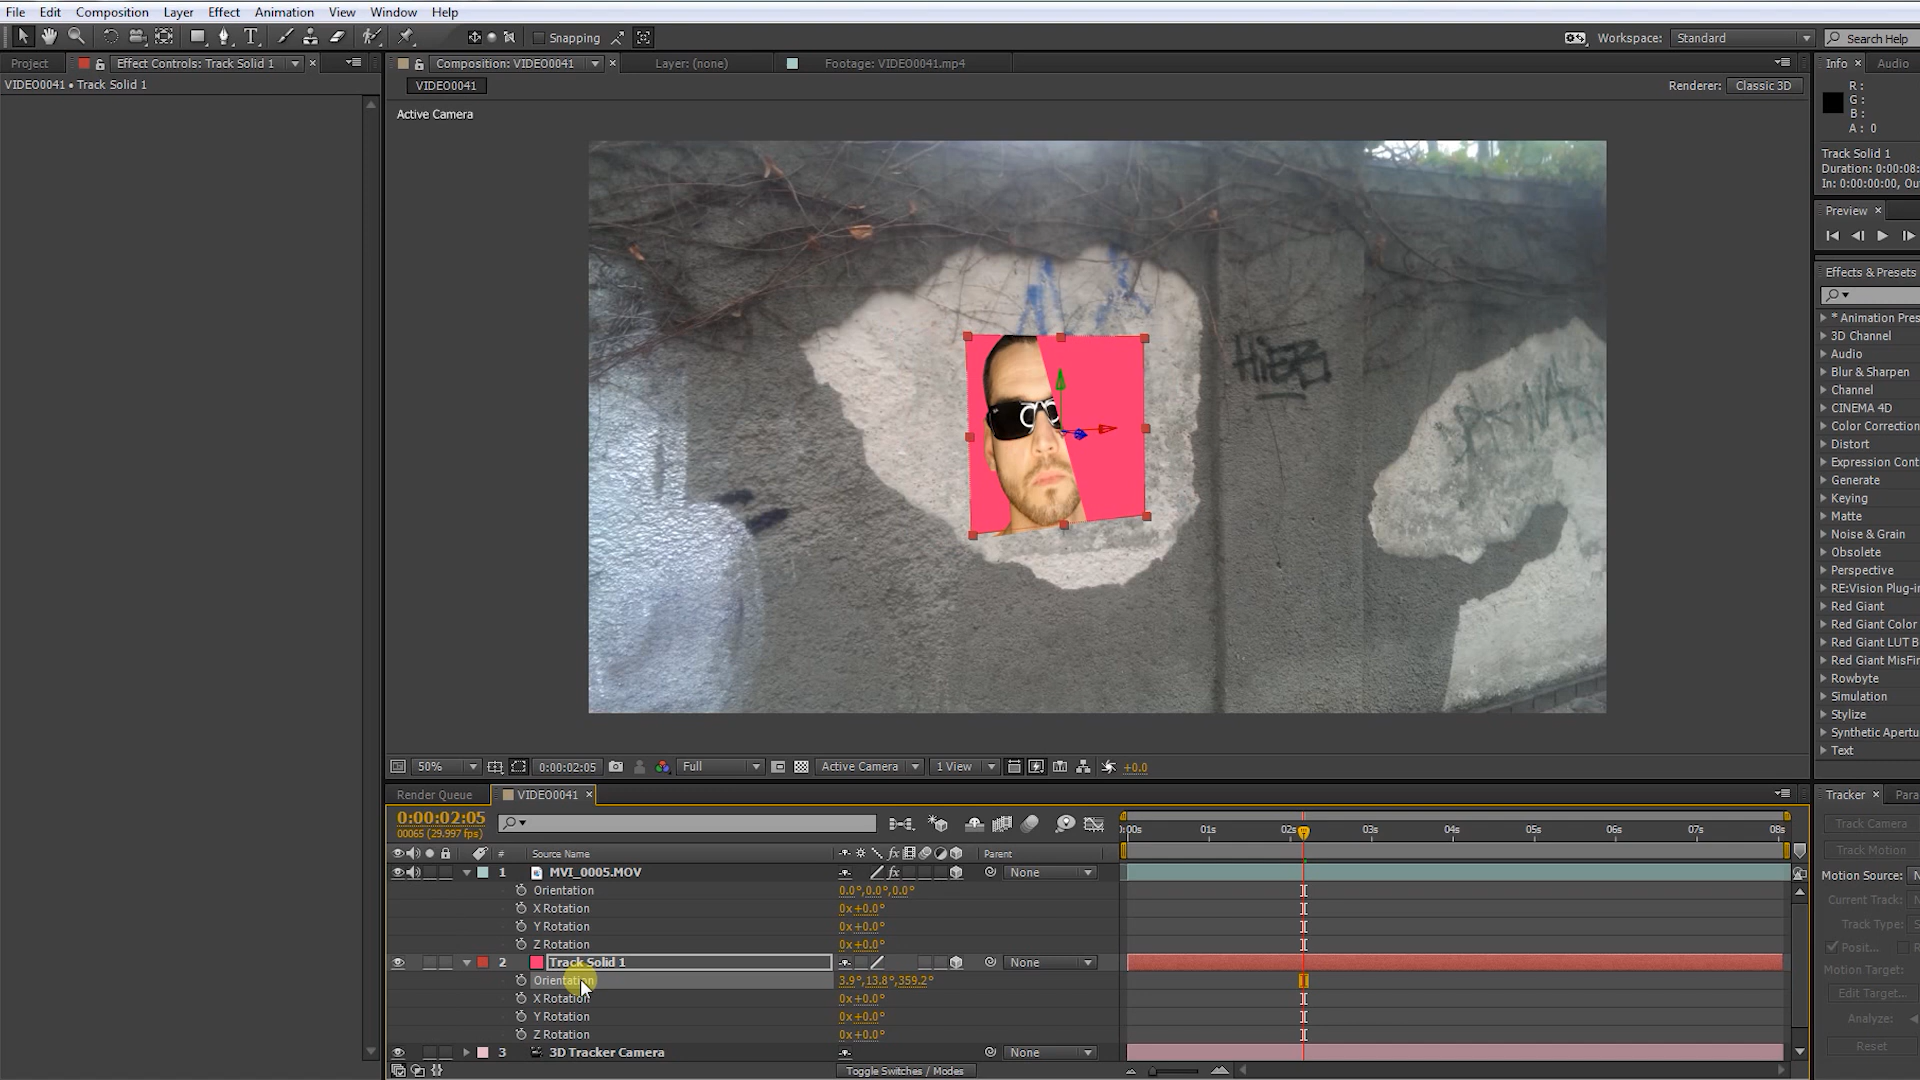 File Edit Composition Layer Effect Animation View Window Help
Snapping
Workspace: Standard
Search Help
Project
Effect Controls: Track Solid 1
Composition: VIDEO0041
Layer: (none)
Footage: VIDEO0041.mp4
Info
Audio
VIDEO0041 • Track Solid 1
VIDEO0041
Renderer: Classic 3D
R:
G:
B:
A: 0
Active Camera
Track Solid 1
Duration: 0:00:08:
In: 0:00:00:00, Ou
Preview
Effects & Presets
* Animation Pres
3D Channel
Audio
Blur & Sharpen
Channel
CINEMA 4D
Color Correction
Distort
Expression Cont
Generate
Keying
Matte
Noise & Grain
Obsolete
Perspective
RE:Vision Plug-in
Red Giant
Red Giant Color
Red Giant LUT B
Red Giant MisFir
Rowbyte
Simulation
Stylize
Synthetic Apertu
Text
HiER
50%
0:00:02:05
Full
Active Camera
1 View
+0.0
Render Queue
VIDEO0041
Tracker
Para
0:00:02:05
00065 (29.997 fps)
0:00s 01s 02s 03s 04s 05s 06s 07s 08s
Track Camera
Track Motion
# Source Name
Parent
1 MVI_0005.MOV
None
Motion Source: N
Orientation 0.0°,0.0°,0.0°
X Rotation 0x+0.0°
Y Rotation 0x+0.0°
Z Rotation 0x+0.0°
Current Track: N
Track Type: S
Posit...
2 Track Solid 1
None
Motion Target:
Orientation 3.9°,13.8°,359.2°
X Rotation 0x+0.0°
Y Rotation 0x+0.0°
Z Rotation 0x+0.0°
Edit Target...
Analyze:
Reset
3 3D Tracker Camera
None
Toggle Switches / Modes